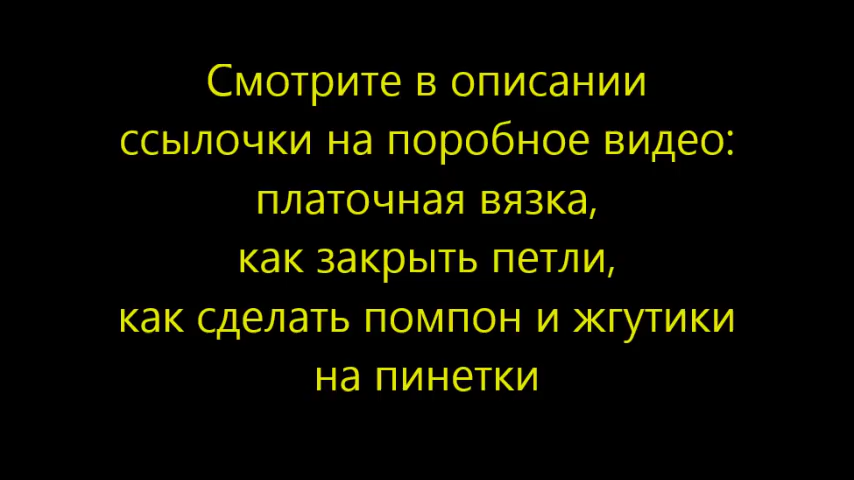 Смотрите в описании
ссылочки на поробное видео:
платочная вязка,
как закрыть петли,
как сделать помпон и жгутики
на пинетки